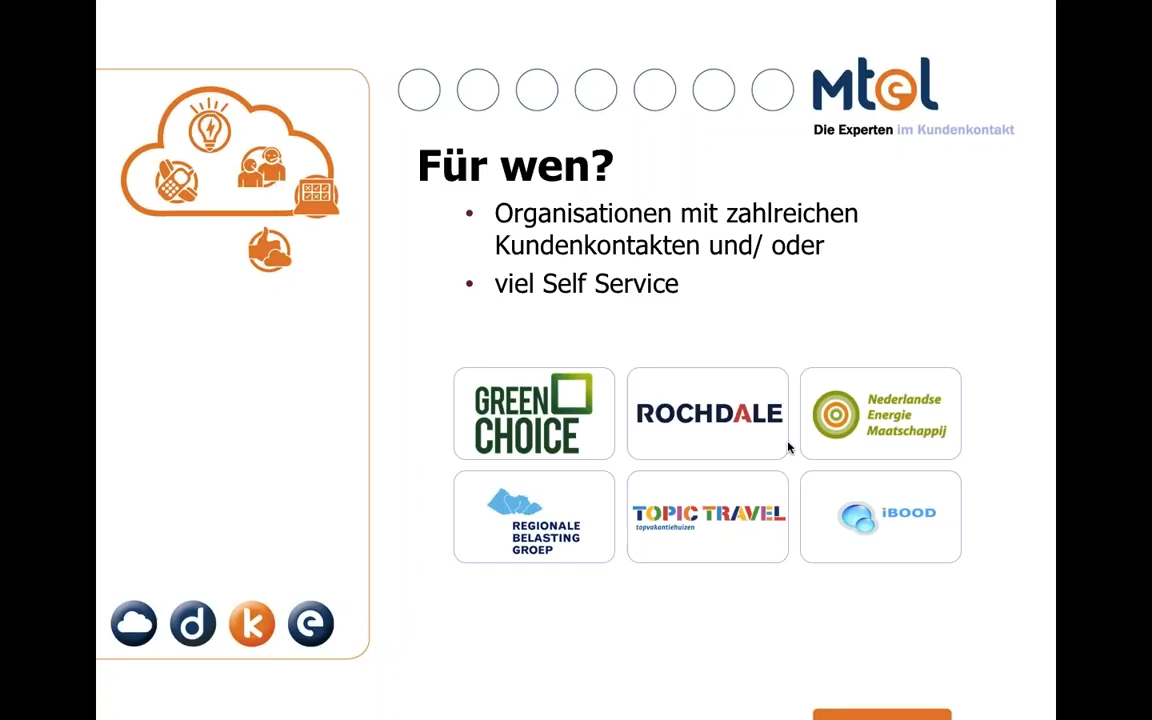 Mtel
Die Experten im Kundenkontakt
Für wen?
• Organisationen mit zahlreichen
Kundenkontakten und/ oder
• viel Self Service
GREEN
CHOICE
ROCHDALE
Nederlandse
Energie
Maatschappij
REGIONALE
BELASTING
GROEP
TOPIC TRAVEL
topvakantiehuizen
iBOOD
d
k
e